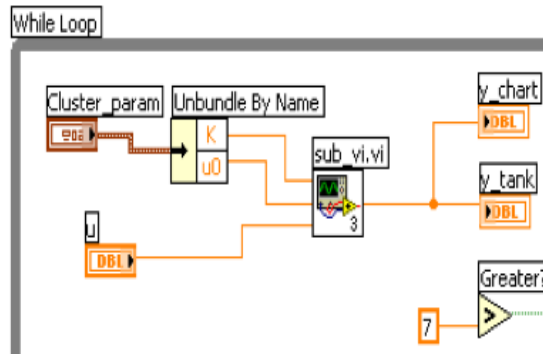 While Loop
Cluster_param
Unbundle By Name
K
u0
sub_vi.vi
3
y_chart
DBL
y_tank
DBL
u
DBL
Greater?
>
7